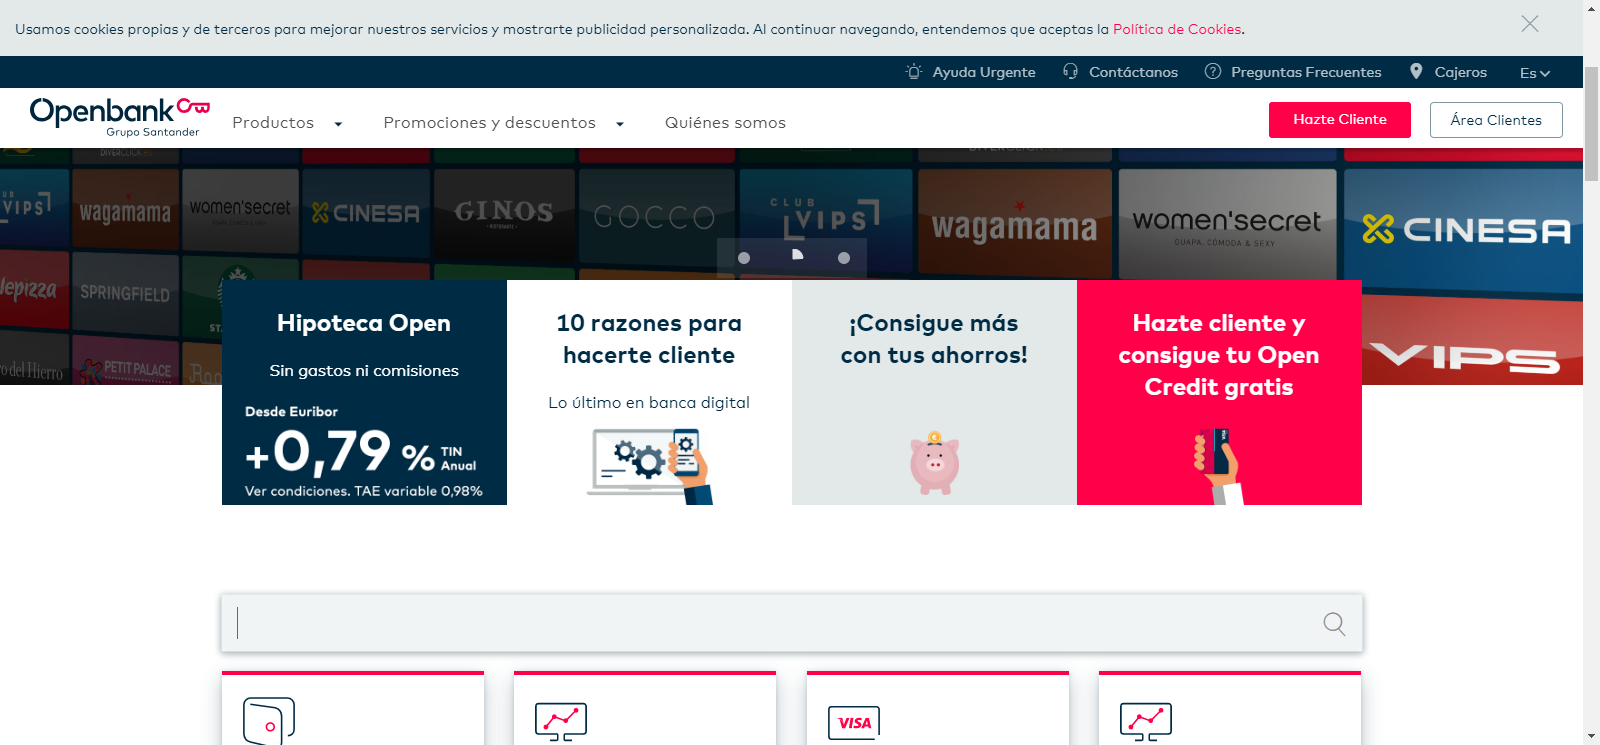 Usamos cookies propias y de terceros para mejorar nuestros servicios y mostrarte publicidad personalizada. Al continuar navegando, entendemos que aceptas la Política de Cookies.
Ayuda Urgente Contáctanos Preguntas Frecuentes Cajeros Es
Openbank
Grupo Santander
Productos Promociones y descuentos Quiénes somos
Hazte Cliente Área Clientes
VIPS wagamama women'secret CINESA GINOS GOCCO CLUB VIPS wagamama women'secret CINESA
RISTORANTE
GUAPA, CÓMODA & SEXY
lepizza SPRINGFIELD
del Hierro PETIT PALACE
VIPS
Hipoteca Open
Sin gastos ni comisiones
Desde Euribor
+0,79 % TIN Anual
Ver condiciones. TAE variable 0,98%
10 razones para
hacerte cliente
Lo último en banca digital
¡Consigue más
con tus ahorros!
Hazte cliente y
consigue tu Open
Credit gratis
VISA
VISA